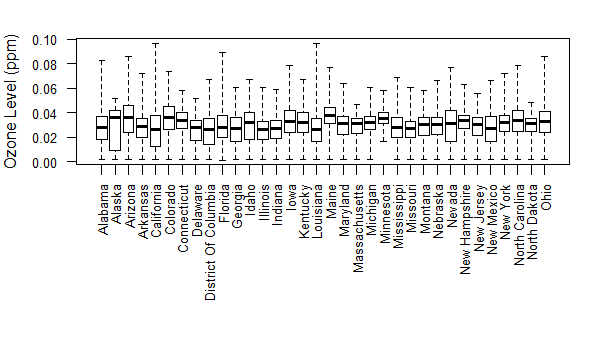 Ozone Level (ppm)
0.10
0.08
0.06
0.04
0.02
0.00
Alabama
Alaska
Arizona
Arkansas
California
Colorado
Connecticut
Delaware
District Of Columbia
Florida
Georgia
Idaho
Illinois
Indiana
Iowa
Kentucky
Louisiana
Maine
Maryland
Massachusetts
Michigan
Minnesota
Mississippi
Missouri
Montana
Nebraska
Nevada
New Hampshire
New Jersey
New Mexico
New York
North Carolina
North Dakota
Ohio